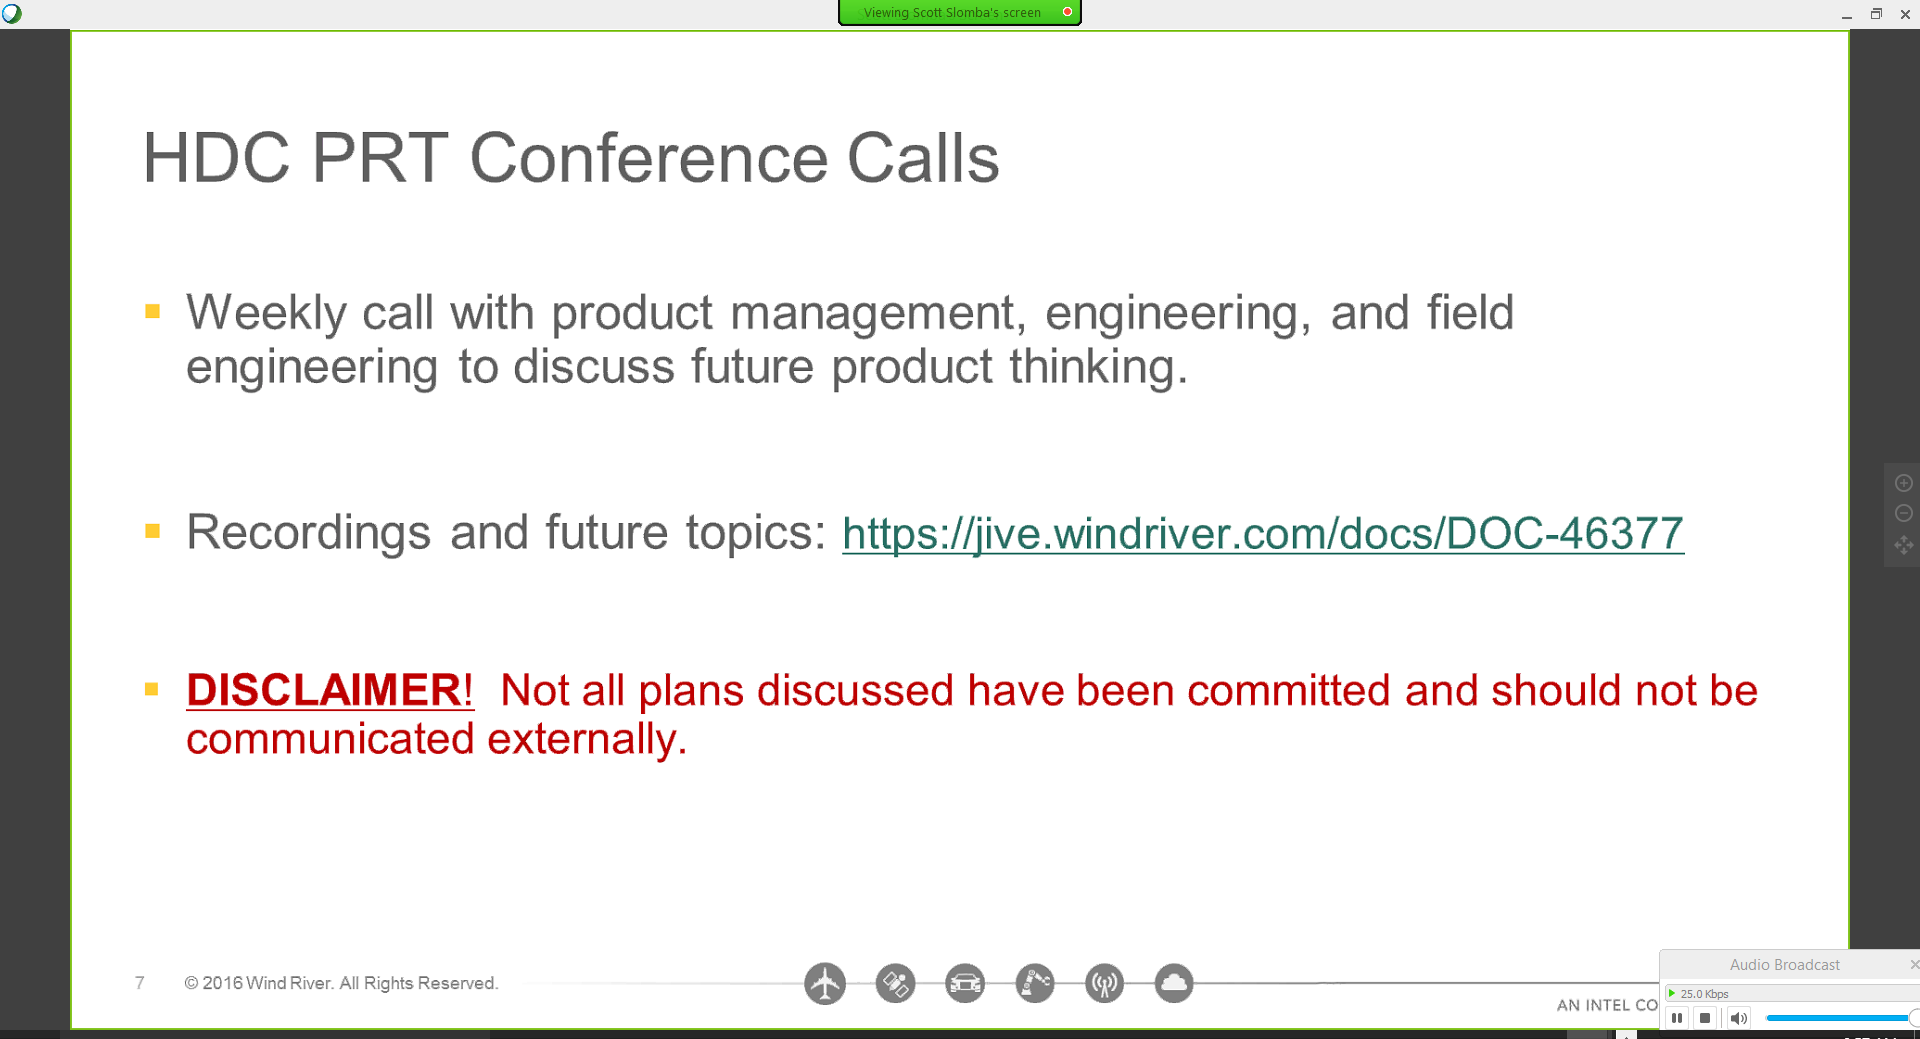 Viewing Scott Slomba's screen
HDC PRT Conference Calls
Weekly call with product management, engineering, and field
engineering to discuss future product thinking.
Recordings and future topics: https://jive.windriver.com/docs/DOC-46377
DISCLAIMER! Not all plans discussed have been committed and should not be
communicated externally.
7 © 2016 Wind River. All Rights Reserved.
AN INTEL CO
Audio Broadcast
25.0 Kbps